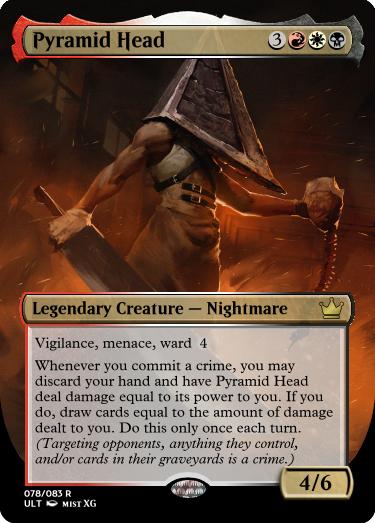 Pyramid Head 3
Legendary Creature — Nightmare
Vigilance, menace, ward 4
Whenever you commit a crime, you may
discard your hand and have Pyramid Head
deal damage equal to its power to you. If you
do, draw cards equal to the amount of damage
dealt to you. Do this only once each turn.
(Targeting opponents, anything they control,
and/or cards in their graveyards is a crime.)
4/6
078/083 R
ULT MIST XG